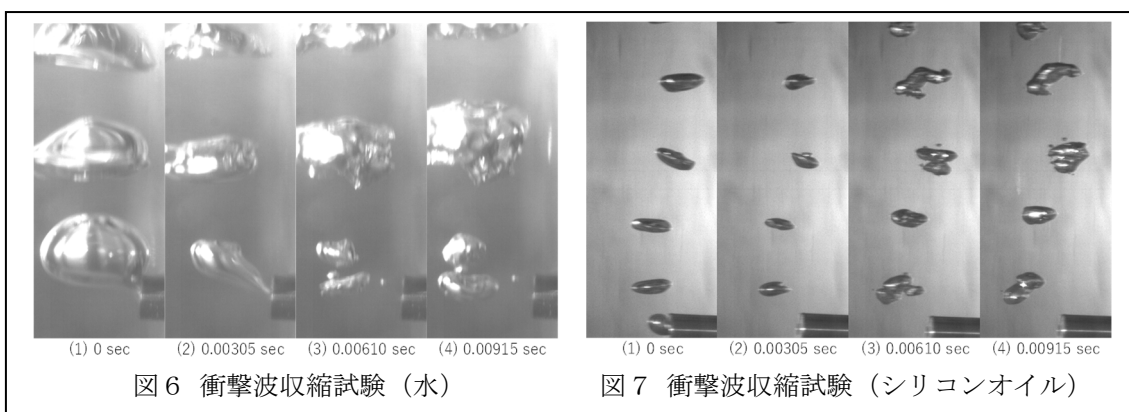 (1) 0 sec (2) 0.00305 sec (3) 0.00610 sec (4) 0.00915 sec
図6 衝撃波収縮試験（水）
(1) 0 sec (2) 0.00305 sec (3) 0.00610 sec (4) 0.00915 sec
図7 衝撃波収縮試験（シリコンオイル）